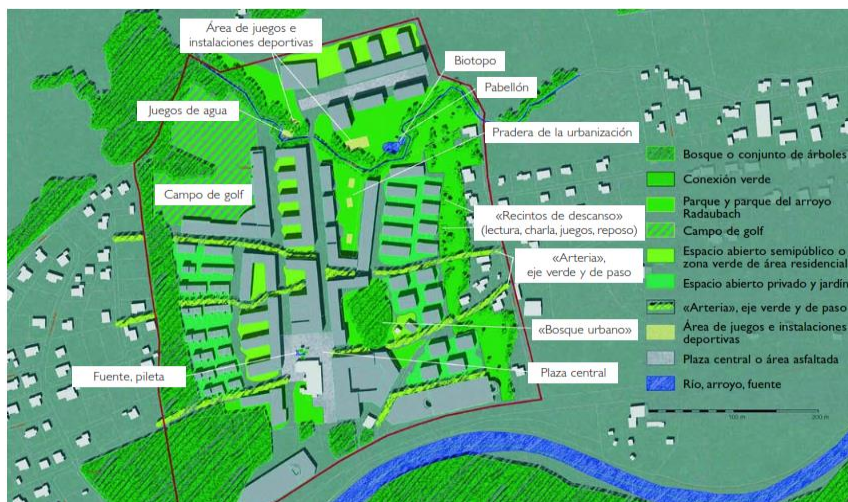 Área de juegos e
instalaciones deportivas
Biotopo
Pabellón
Juegos de agua
Pradera de la urbanización
Campo de golf
«Recintos de descanso»
(lectura, charla, juegos, reposo)
«Arteria»,
eje verde y de paso
«Bosque urbano»
Fuente, pileta
Plaza central
Bosque o conjunto de árboles
Conexión verde
Parque y parque del arroyo
Radaubach
Campo de golf
Espacio abierto semipúblico o
zona verde de área residencial
Espacio abierto privado y jardín
«Arteria», eje verde y de paso
Área de juegos e instalaciones
deportivas
Plaza central o área asfaltada
Río, arroyo, fuente
100 m
200 m